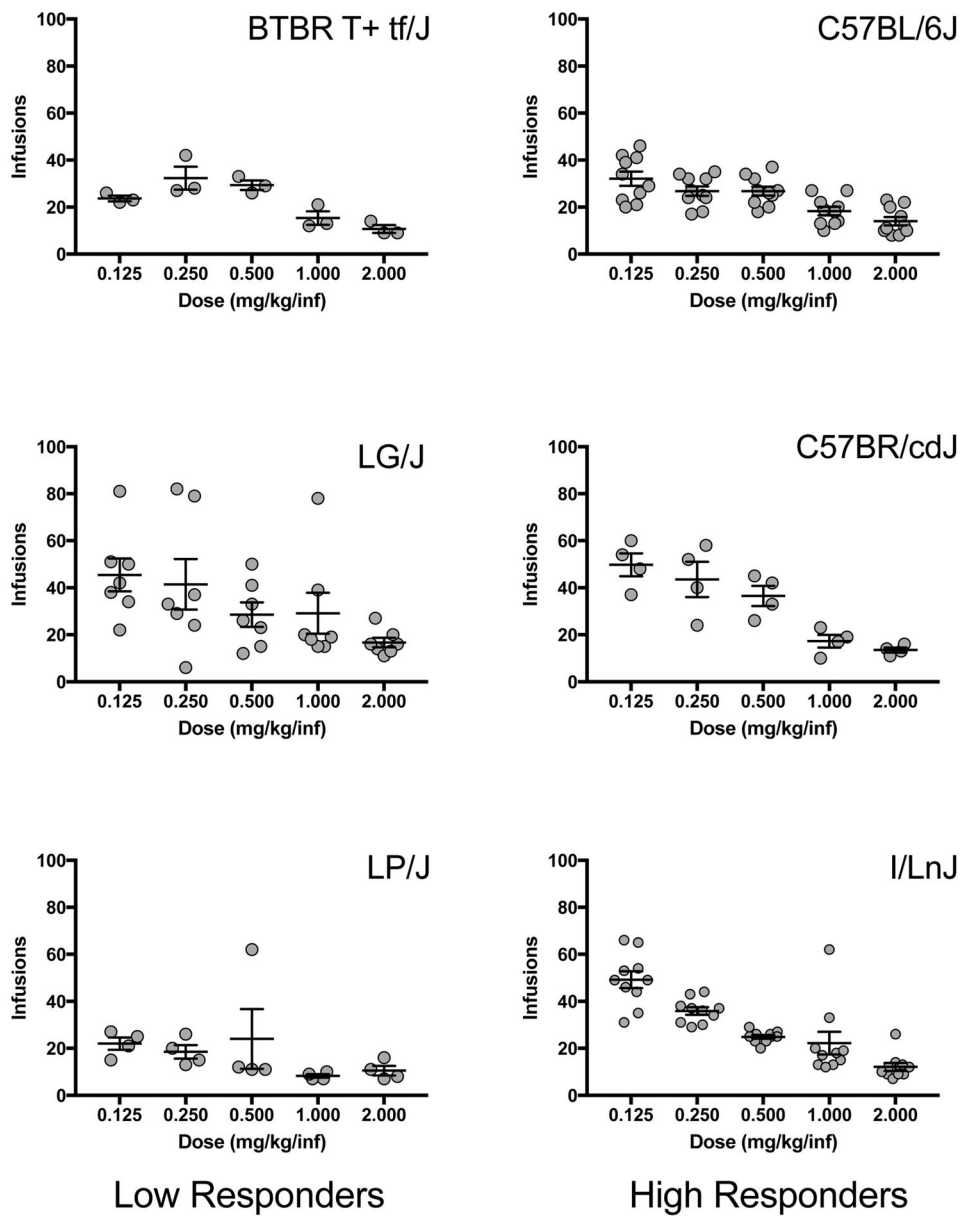 BTBR T+ tf/J
100
80
60
40
20
0
Infusions
0.125 0.250 0.500 1.000 2.000
Dose (mg/kg/inf)
C57BL/6J
100
80
60
40
20
0
Infusions
0.125 0.250 0.500 1.000 2.000
Dose (mg/kg/inf)
LG/J
100
80
60
40
20
0
Infusions
0.125 0.250 0.500 1.000 2.000
Dose (mg/kg/inf)
C57BR/cdJ
100
80
60
40
20
0
Infusions
0.125 0.250 0.500 1.000 2.000
Dose (mg/kg/inf)
LP/J
100
80
60
40
20
0
Infusions
0.125 0.250 0.500 1.000 2.000
Dose (mg/kg/inf)
I/LnJ
100
80
60
40
20
0
Infusions
0.125 0.250 0.500 1.000 2.000
Dose (mg/kg/inf)
Low Responders
High Responders